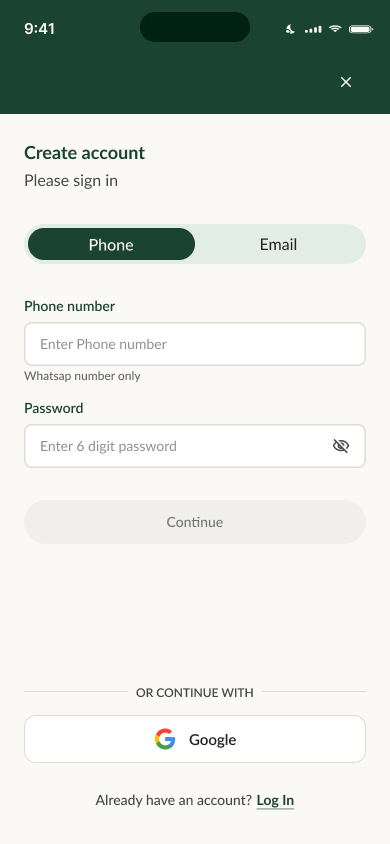 9:41
Create account
Please sign in
Phone
Email
Phone number
Enter Phone number
Whatsap number only
Password
Enter 6 digit password
Continue
OR CONTINUE WITH
Google
Already have an account? Log In